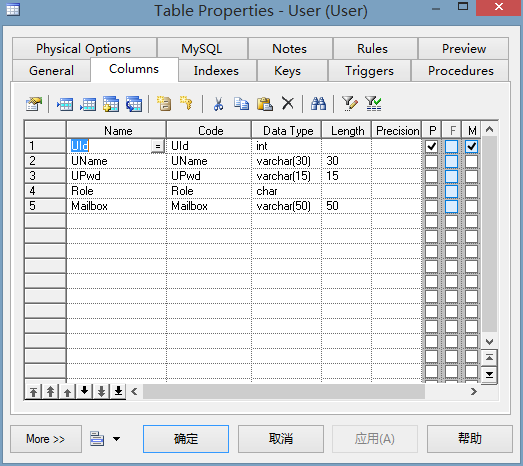 Table Properties - User (User)
Physical Options MySQL Notes Rules Preview
General Columns Indexes Keys Triggers Procedures
Name Code Data Type Length Precision P F M
1 UId = UId int
2 UName UName varchar(30) 30
3 UPwd UPwd varchar(15) 15
4 Role Role char
5 Mailbox Mailbox varchar(50) 50
More >> 确定 取消 应用(A) 帮助